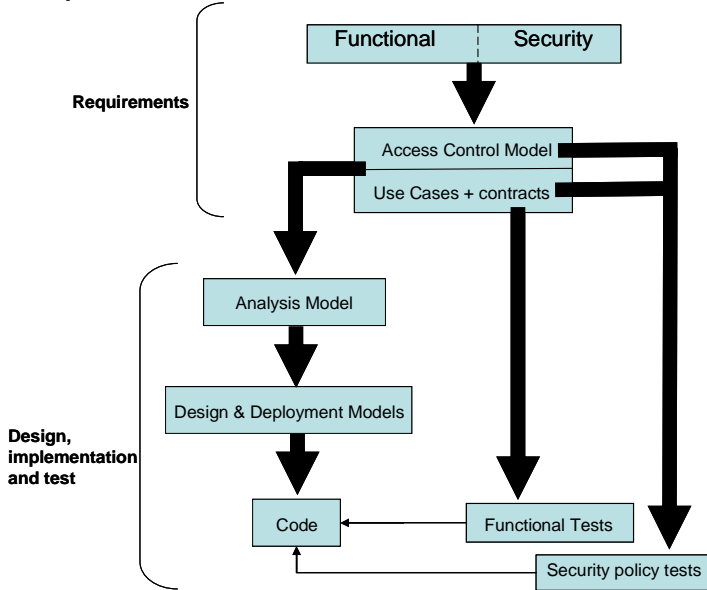 Functional Security
Requirements
Access Control Model
Use Cases + contracts
Analysis Model
Design & Deployment Models
Design,
implementation
and test
Code
Functional Tests
Security policy tests